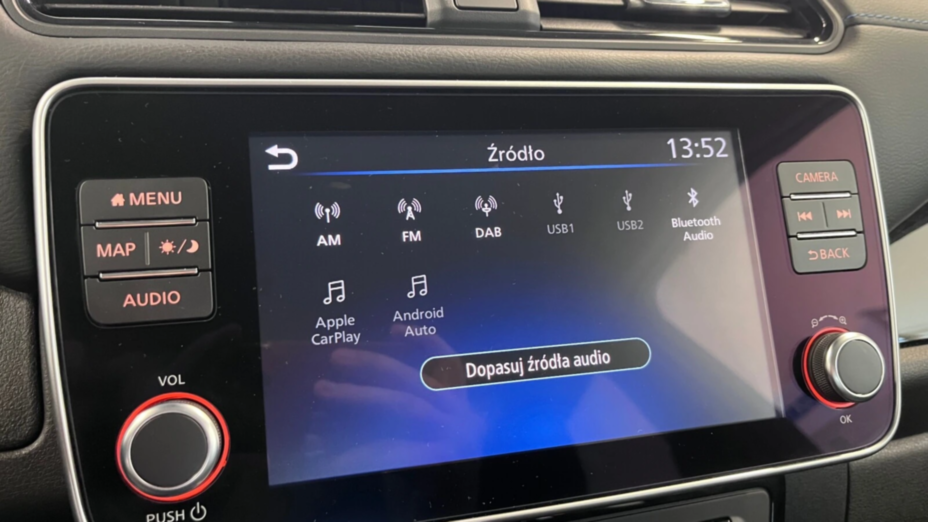 Źródło 13:52
AM FM DAB USB1 USB2 Bluetooth Audio
Apple CarPlay Android Auto
Dopasuj źródła audio
MENU
MAP
AUDIO
VOL
PUSH
CAMERA
BACK
OK